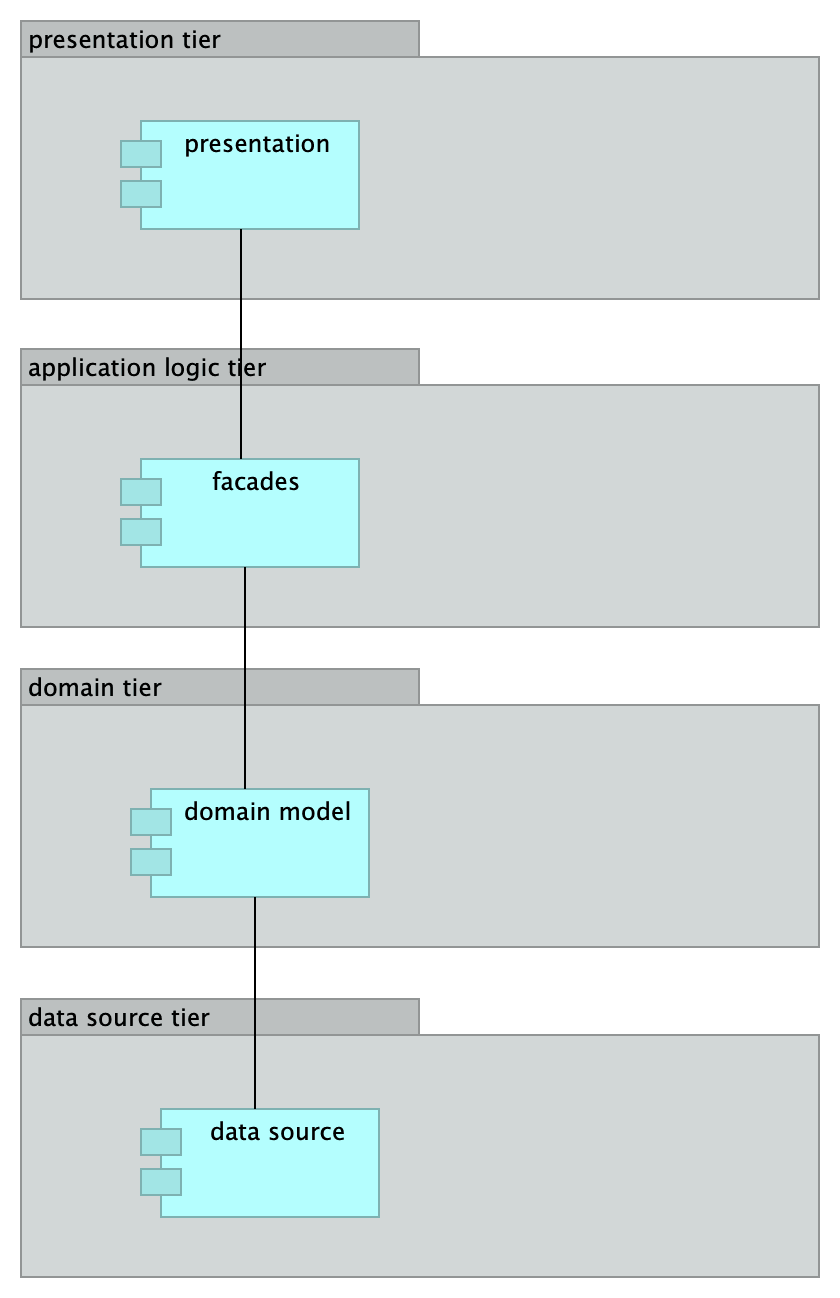 presentation tier
presentation
application logic tier
facades
domain tier
domain model
data source tier
data source